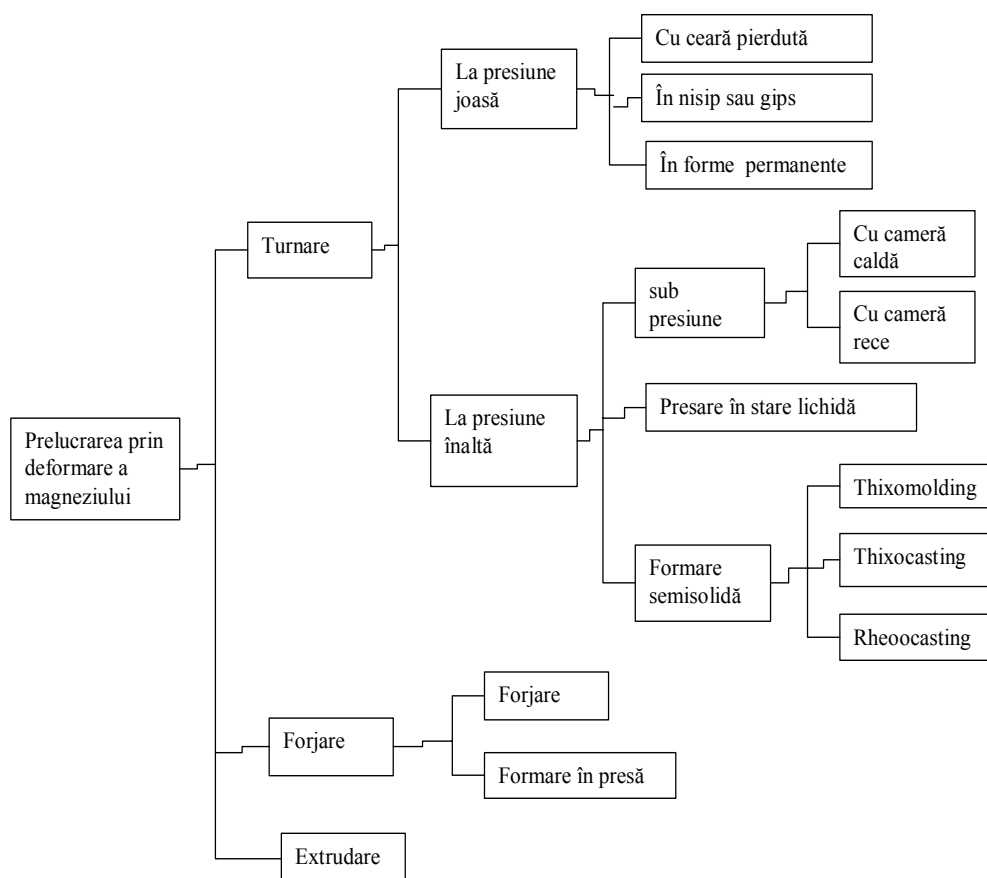 Cu ceară pierdută
La presiune
joasă
În nisip sau gips
În forme permanente
Turnare
Cu cameră
caldă
sub
presiune
Cu cameră
rece
La presiune
înaltă
Presare în stare lichidă
Prelucrarea prin
deformare a
magneziului
Thixomolding
Formare
semisolidă
Thixocasting
Rheoocasting
Forjare
Forjare
Formare în presă
Extrudare